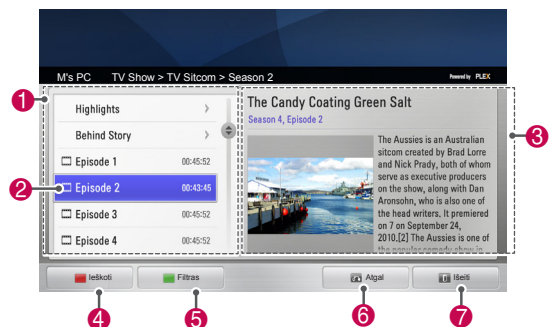 M's PC TV Show > TV Sitcom > Season 2
Powered by PLEX
1
Highlights
Behind Story
Episode 1 00:45:52
2
Episode 2 00:43:45
Episode 3 00:45:52
Episode 4 00:45:52
The Candy Coating Green Salt
Season 4, Episode 2
3
The Aussies is an Australian
sitcom created by Brad Lorre
and Nick Prady, both of whom
serve as executive producers
on the show, along with Dan
Aronsohn, who is also one of
the head writers. It premiered
on 7 on September 24,
2010.[2] The Aussies is one of
the popular comedy show in
Ieškoti
Filtras
Atgal
Išeiti
4
5
6
7